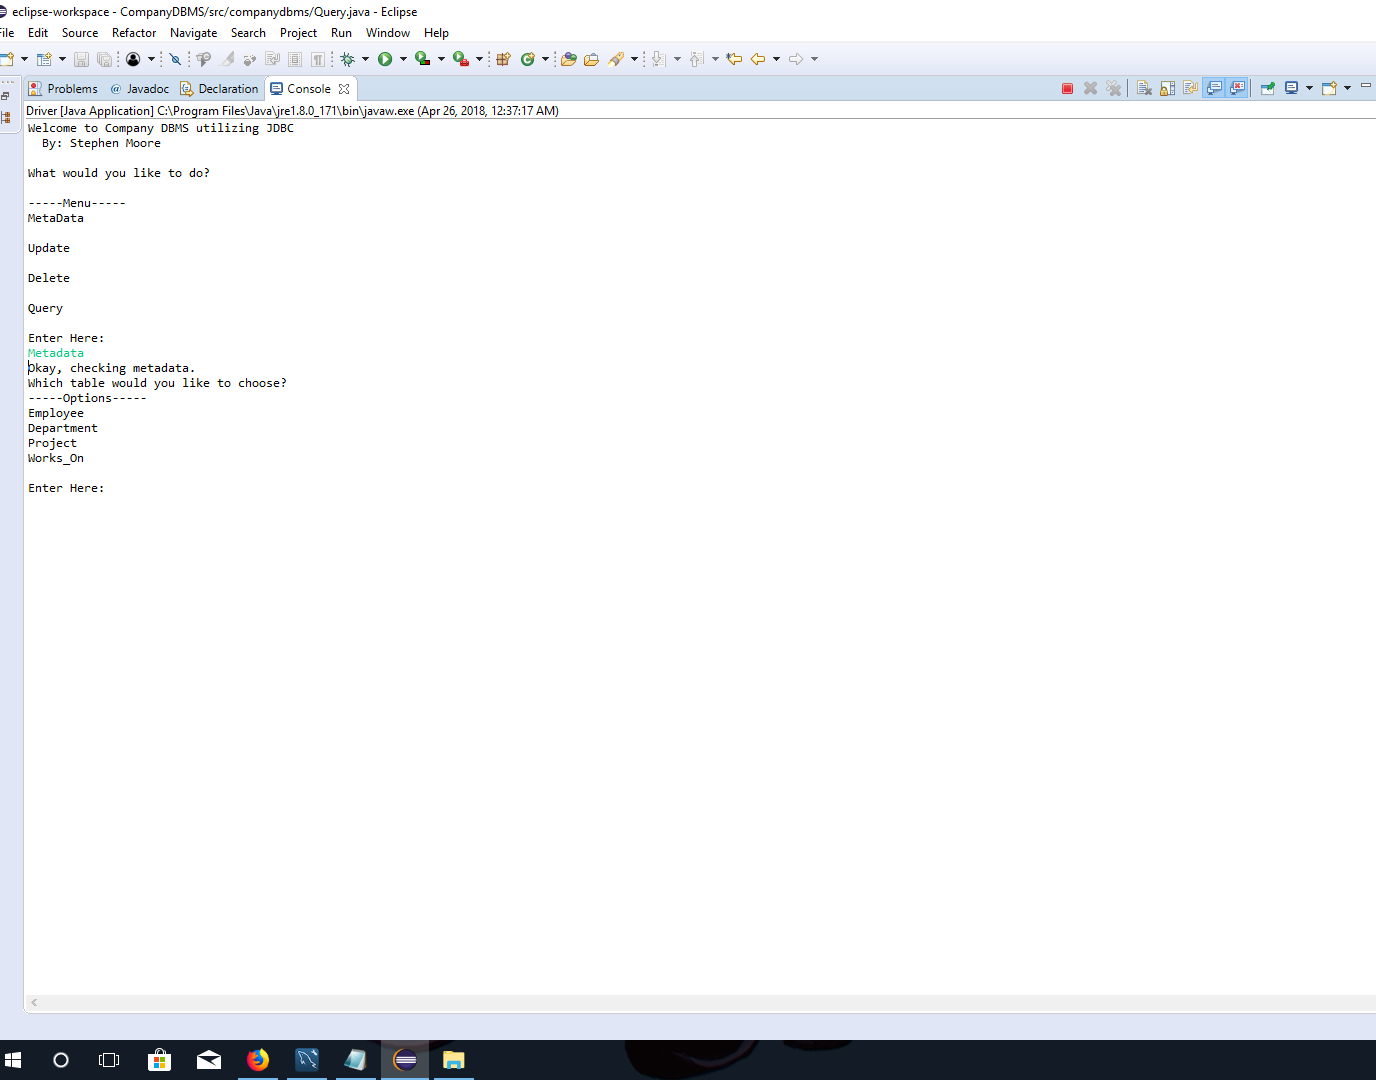 eclipse-workspace - CompanyDBMS/src/companydbms/Query.java - Eclipse
File Edit Source Refactor Navigate Search Project Run Window Help
Problems @ Javadoc Declaration Console
Driver [Java Application] C:\Program Files\Java\jre1.8.0_171\bin\javaw.exe (Apr 26, 2018, 12:37:17 AM)
Welcome to Company DBMS utilizing JDBC
By: Stephen Moore
What would you like to do?
-----Menu-----
MetaData
Update
Delete
Query
Enter Here:
Metadata
Okay, checking metadata.
Which table would you like to choose?
-----Options-----
Employee
Department
Project
Works_On
Enter Here: